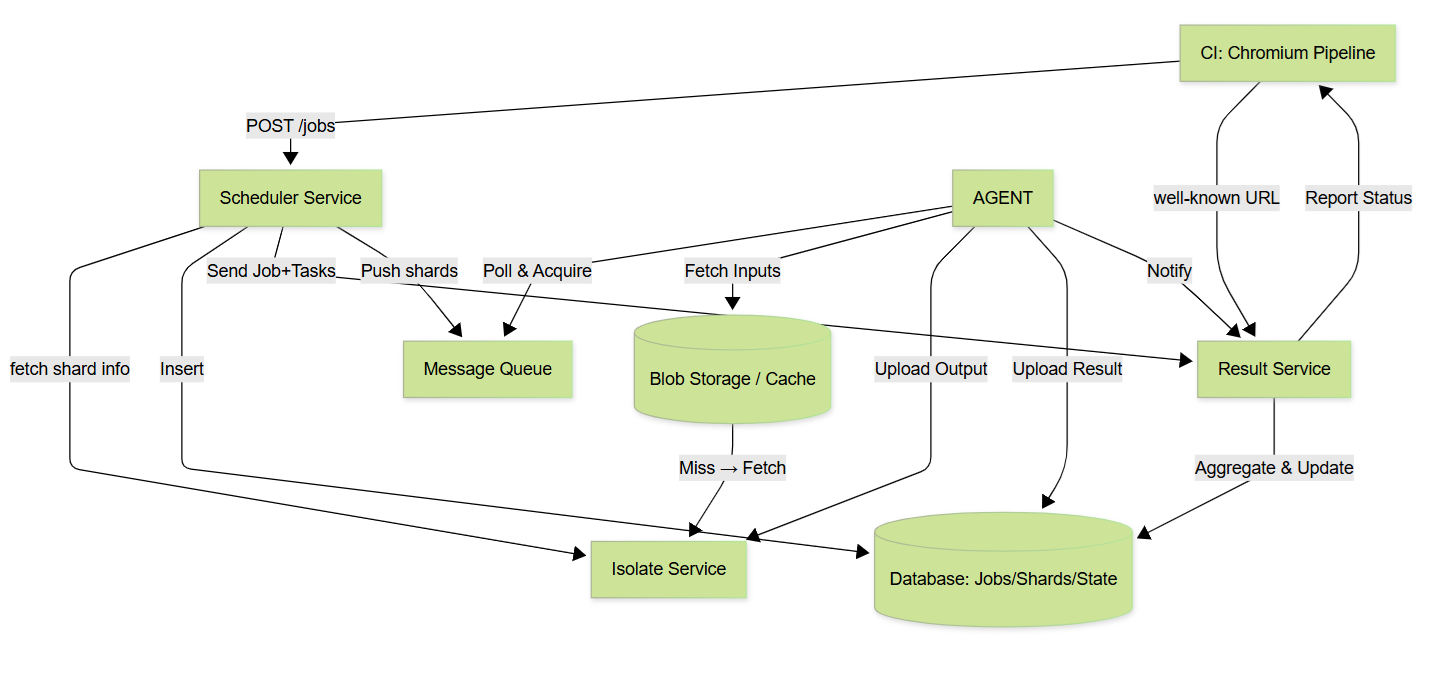 CI: Chromium Pipeline
POST /jobs
Scheduler Service
AGENT
well-known URL
Report Status
Send Job+Tasks
Push shards
Poll & Acquire
Fetch Inputs
Notify
fetch shard info
Insert
Message Queue
Blob Storage / Cache
Upload Output
Upload Result
Result Service
Miss → Fetch
Aggregate & Update
Isolate Service
Database: Jobs/Shards/State